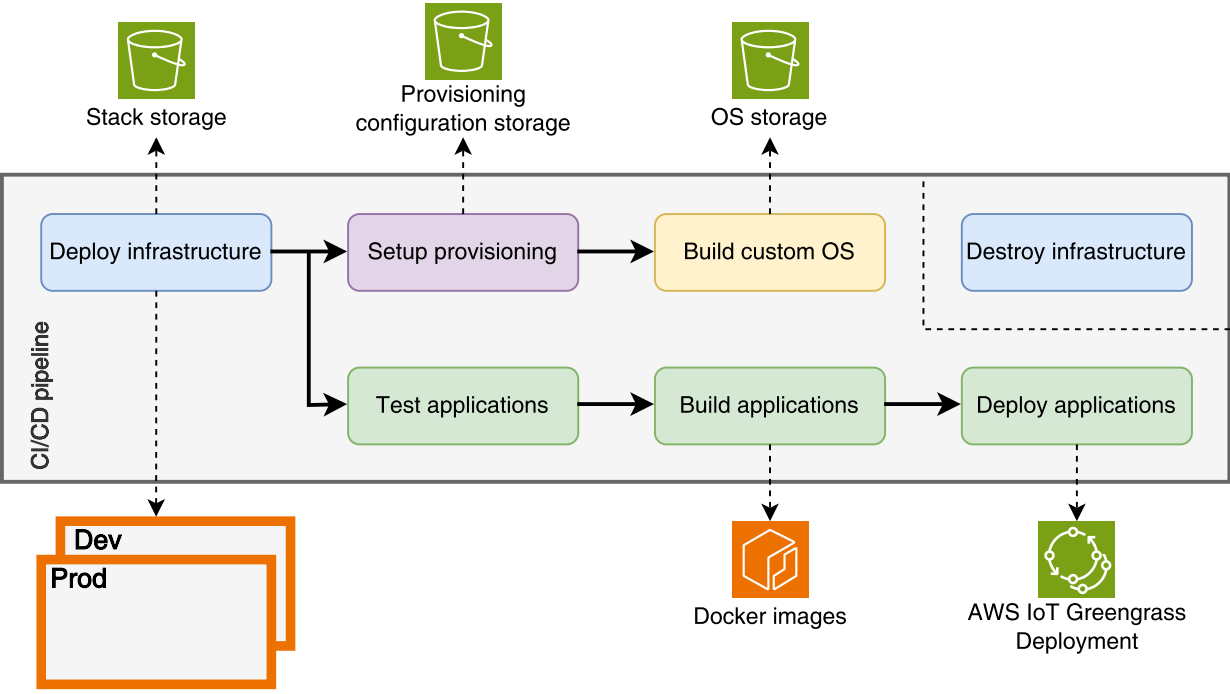 Stack storage
Provisioning
configuration storage
OS storage
Deploy infrastructure
Setup provisioning
Build custom OS
Destroy infrastructure
CI/CD pipeline
Test applications
Build applications
Deploy applications
Dev
Prod
Docker images
AWS IoT Greengrass
Deployment